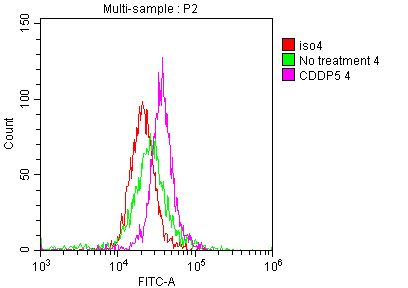 Multi-sample : P2
150
100
50
0
Count
10^3
10^4
10^5
10^6
FITC-A
iso4
No treatment 4
CDDP5 4